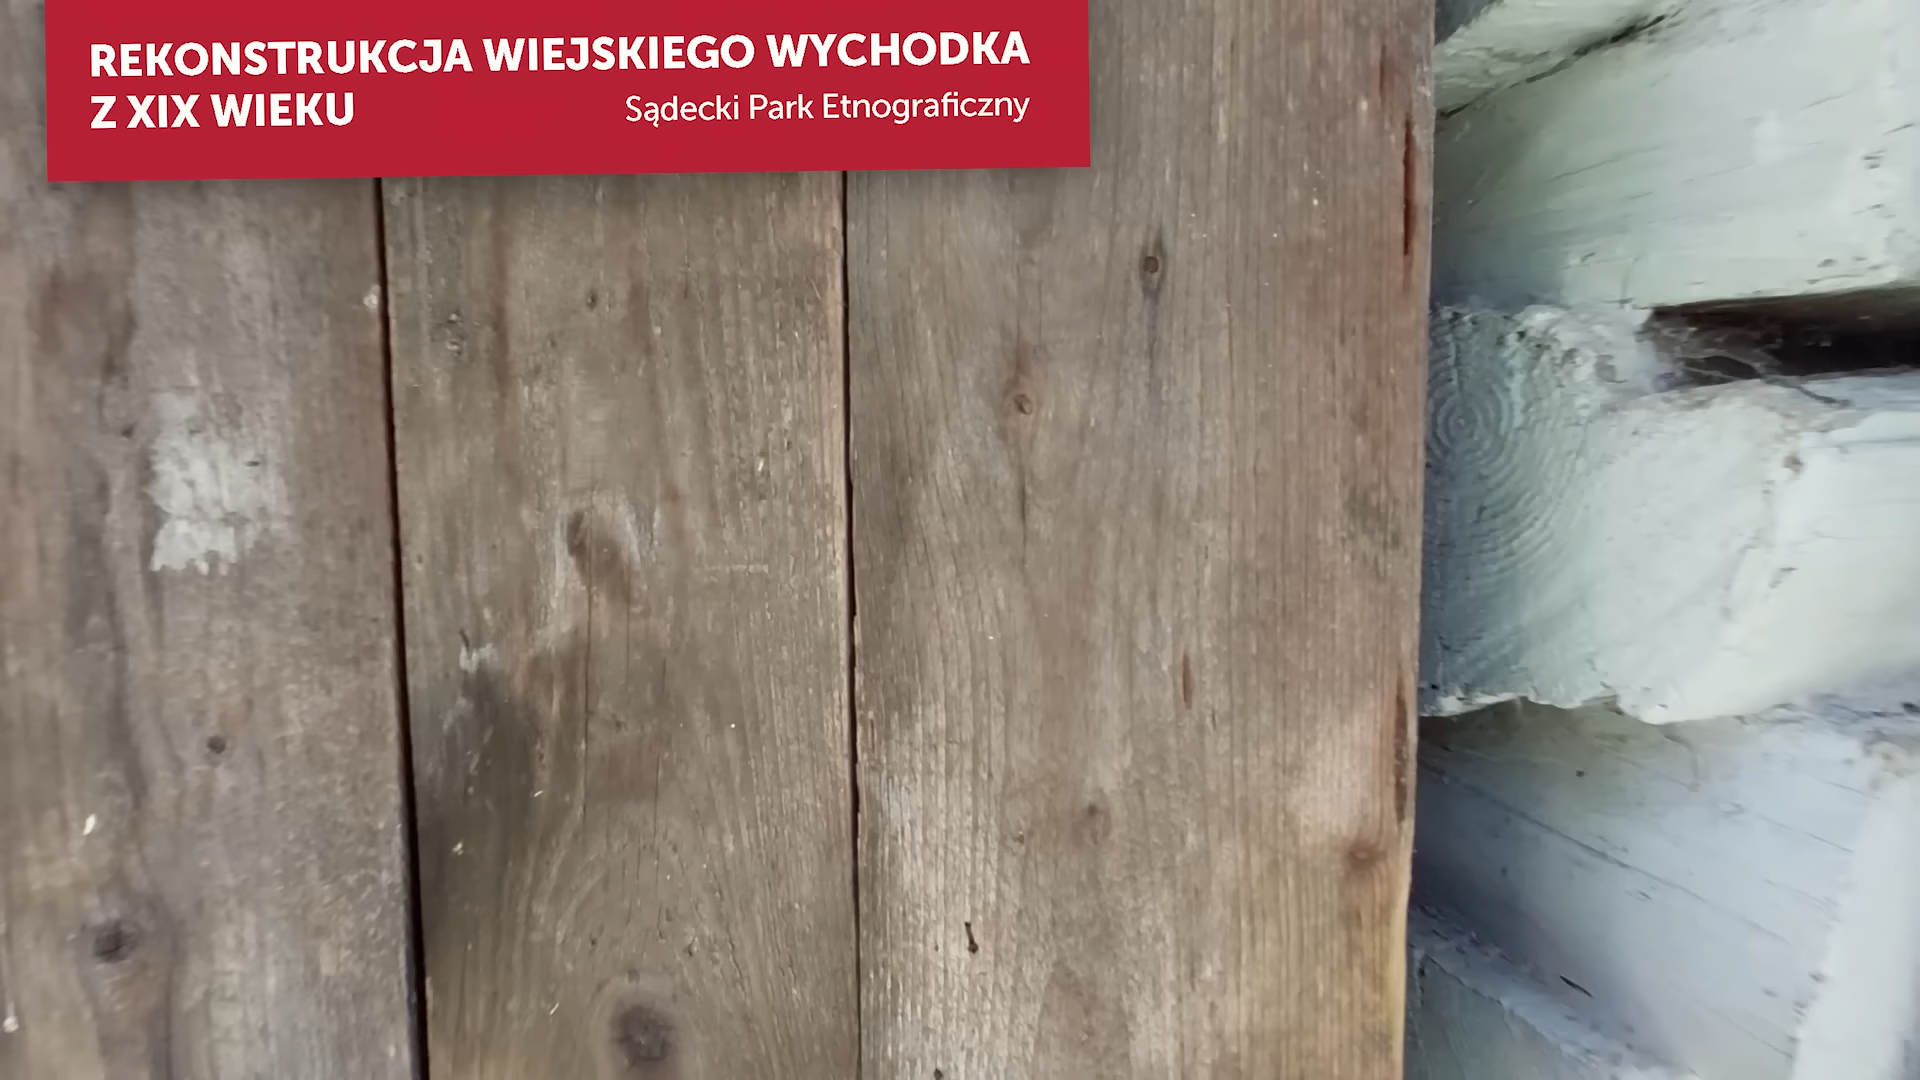 REKONSTRUKCJA WIEJSKIEGO WYCHODKA
Z XIX WIEKU
Sądecki Park Etnograficzny